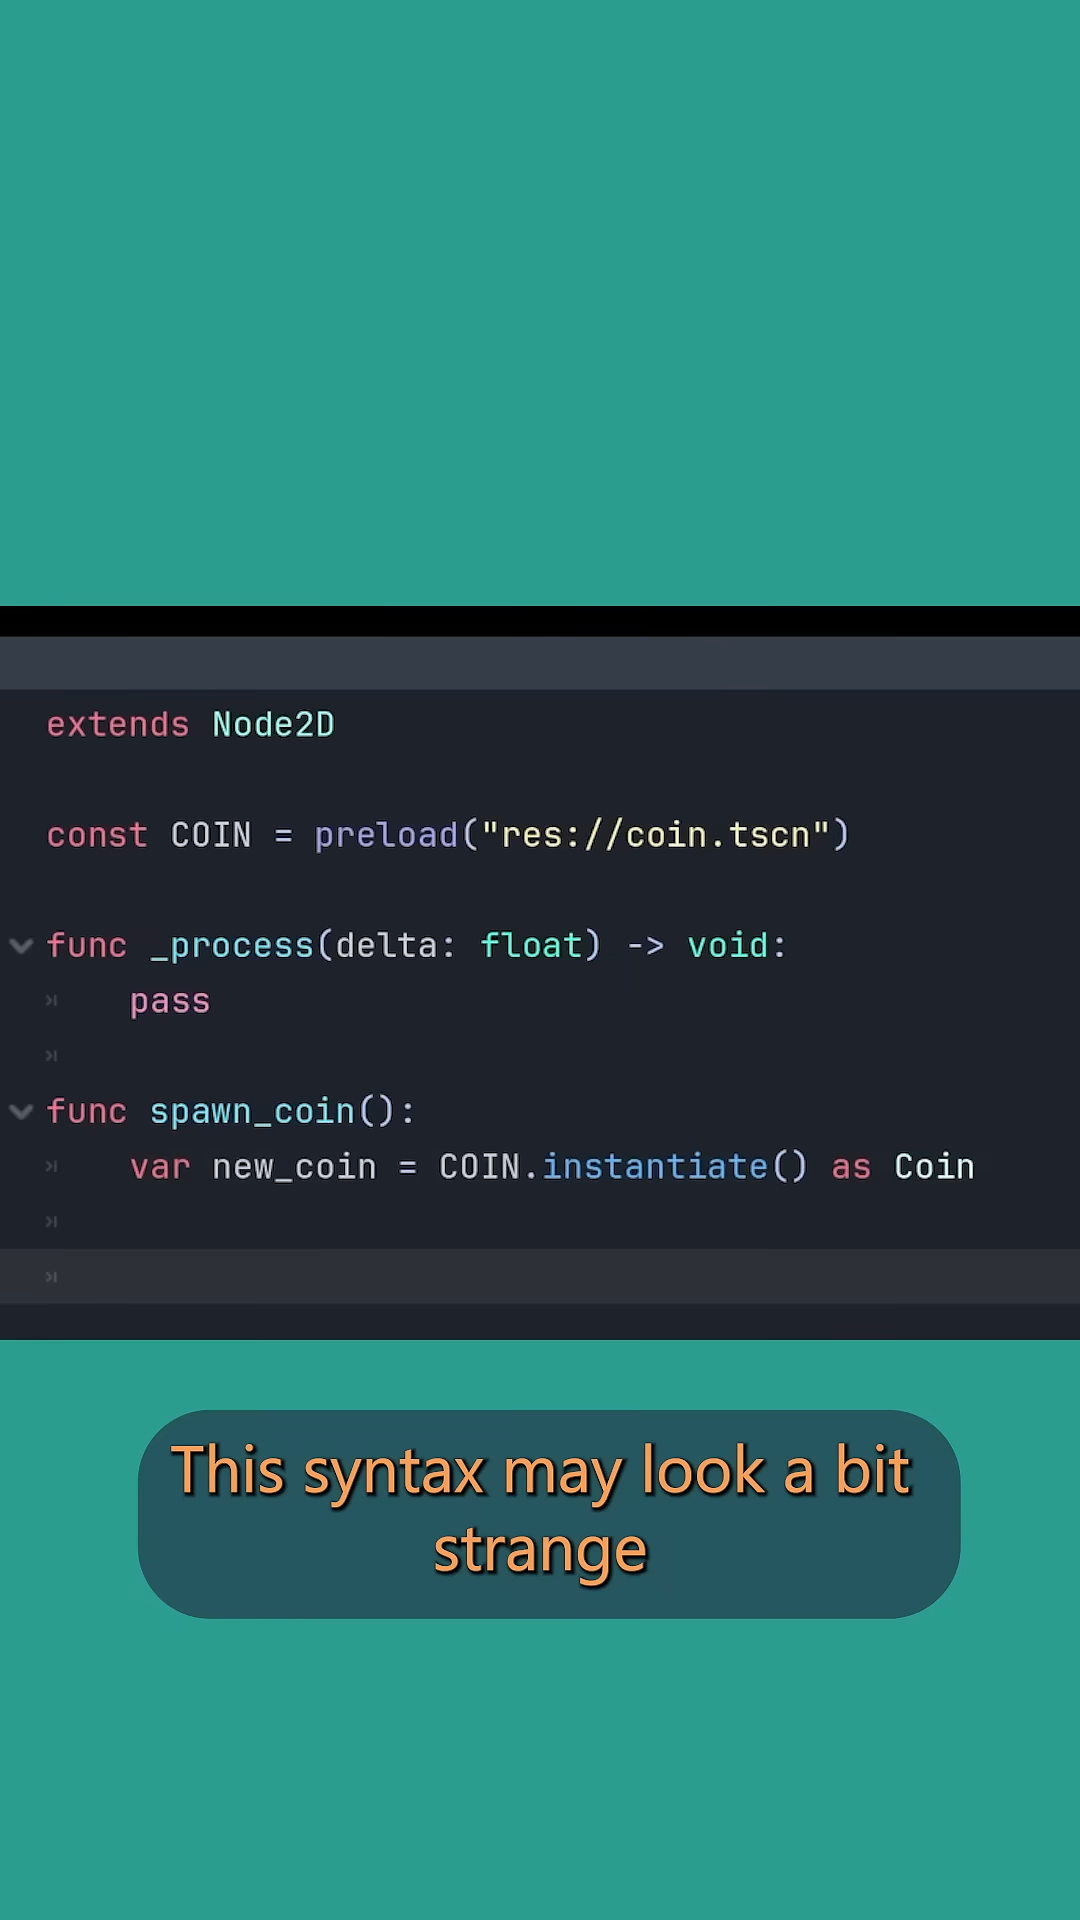 extends Node2D
const COIN = preload("res://coin.tscn")
func _process(delta: float) -> void:
pass
func spawn_coin():
var new_coin = COIN.instantiate() as Coin
This syntax may look a bit
strange